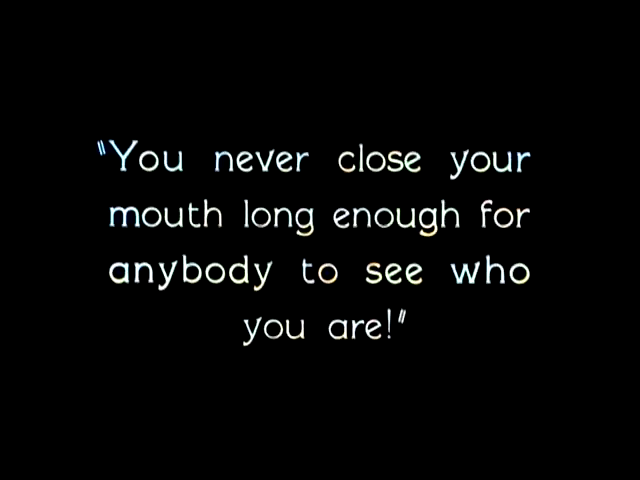 "You never close your
mouth long enough for
anybody to see who
you are!"